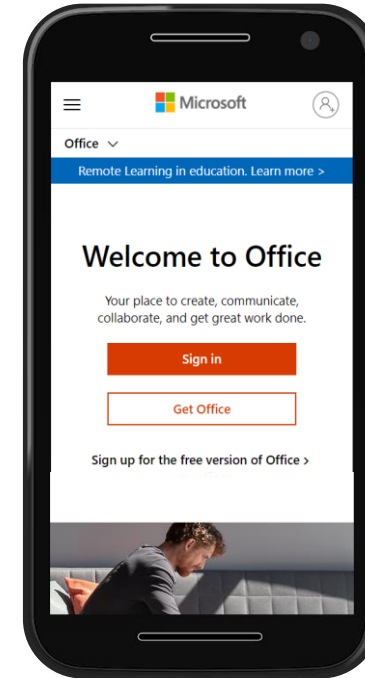 Microsoft
Office
Remote Learning in education. Learn more >
Welcome to Office
Your place to create, communicate,
collaborate, and get great work done.
Sign in
Get Office
Sign up for the free version of Office >